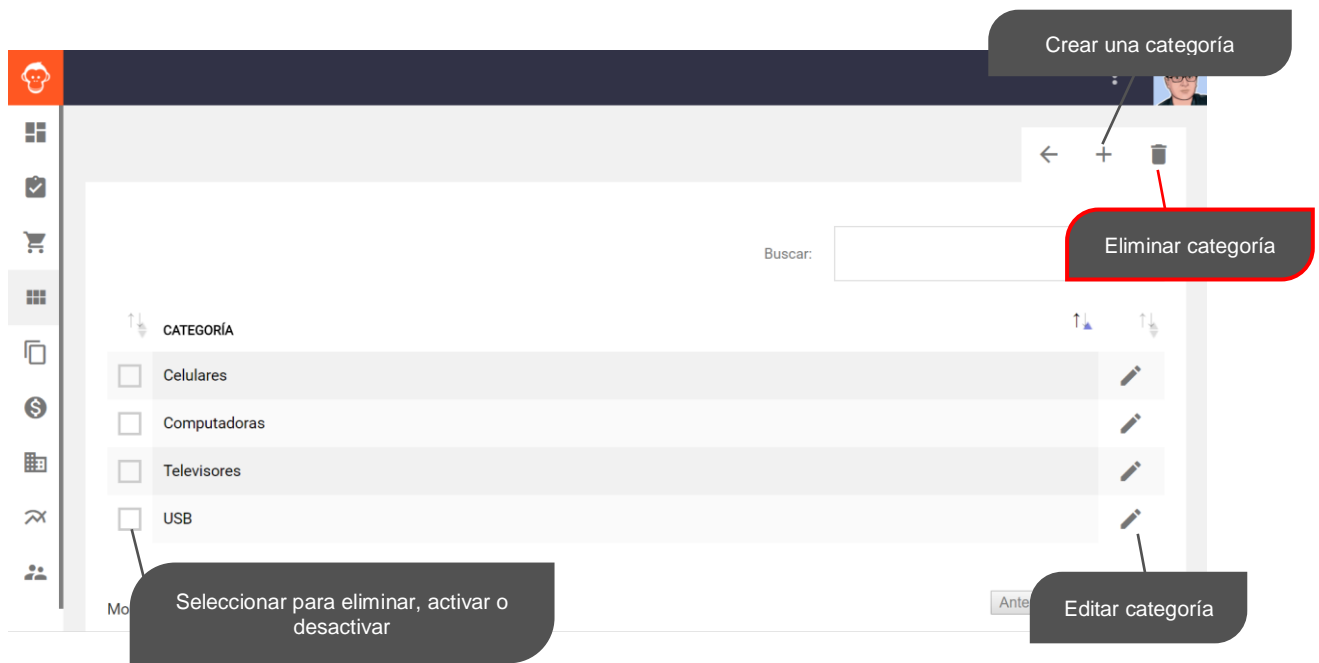 Crear una categoría
Eliminar categoría
Buscar:
CATEGORÍA
Celulares
Computadoras
Televisores
USB
Seleccionar para eliminar, activar o
desactivar
Editar categoría